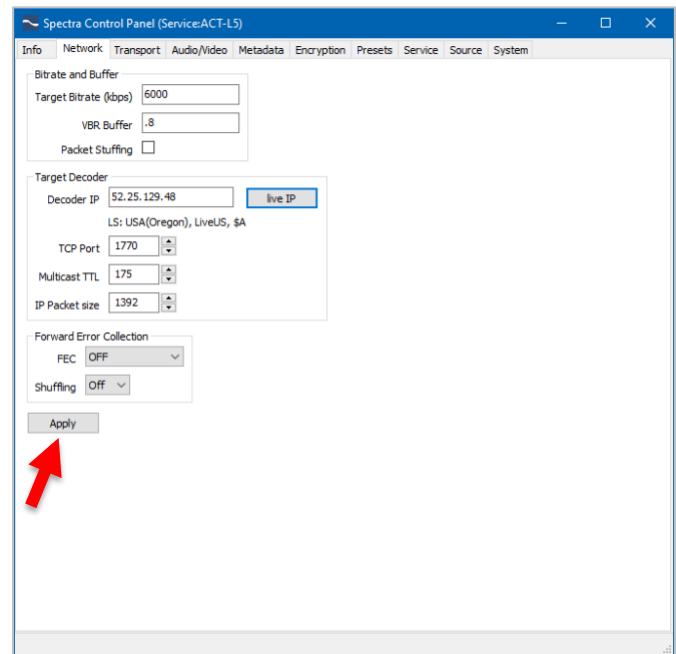 Spectra Control Panel (Service:ACT-L5)
Info Network Transport Audio/Video Metadata Encryption Presets Service Source System
Bitrate and Buffer
Target Bitrate (kbps) 6000
VBR Buffer .8
Packet Stuffing
Target Decoder
Decoder IP 52.25.129.48 live IP
LS: USA(Oregon), LiveUS, $A
TCP Port 1770
Multicast TTL 175
IP Packet size 1392
Forward Error Collection
FEC OFF
Shuffling Off
Apply